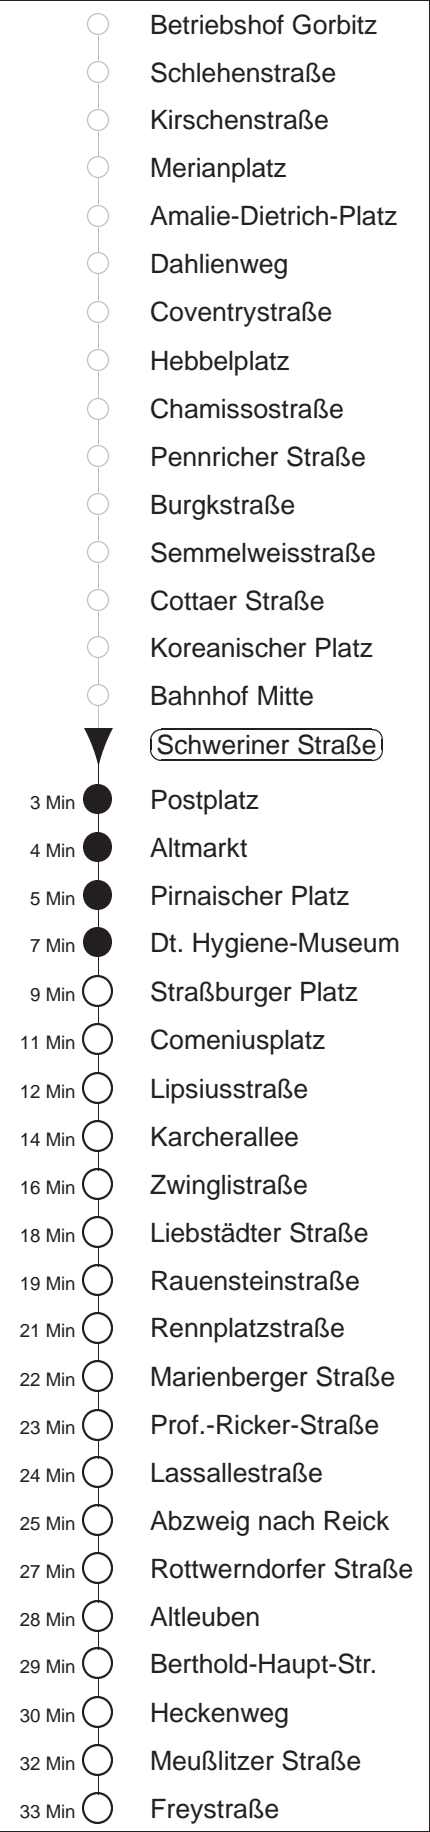 Betriebshof Gorbitz
Schlehenstraße
Kirschenstraße
Merianplatz
Amalie-Dietrich-Platz
Dahlienweg
Coventrystraße
Hebbelplatz
Chamissostraße
Pennricher Straße
Burgkstraße
Semmelweisstraße
Cottaer Straße
Koreanischer Platz
Bahnhof Mitte
Schweriner Straße
3 Min Postplatz
4 Min Altmarkt
5 Min Pirnaischer Platz
7 Min Dt. Hygiene-Museum
9 Min Straßburger Platz
11 Min Comeniusplatz
12 Min Lipsiusstraße
14 Min Karcherallee
16 Min Zwinglistraße
18 Min Liebstädter Straße
19 Min Rauensteinstraße
21 Min Rennplatzstraße
22 Min Marienberger Straße
23 Min Prof.-Ricker-Straße
24 Min Lassallestraße
25 Min Abzweig nach Reick
27 Min Rottwerndorfer Straße
28 Min Altleuben
29 Min Berthold-Haupt-Str.
30 Min Heckenweg
32 Min Meußlitzer Straße
33 Min Freystraße